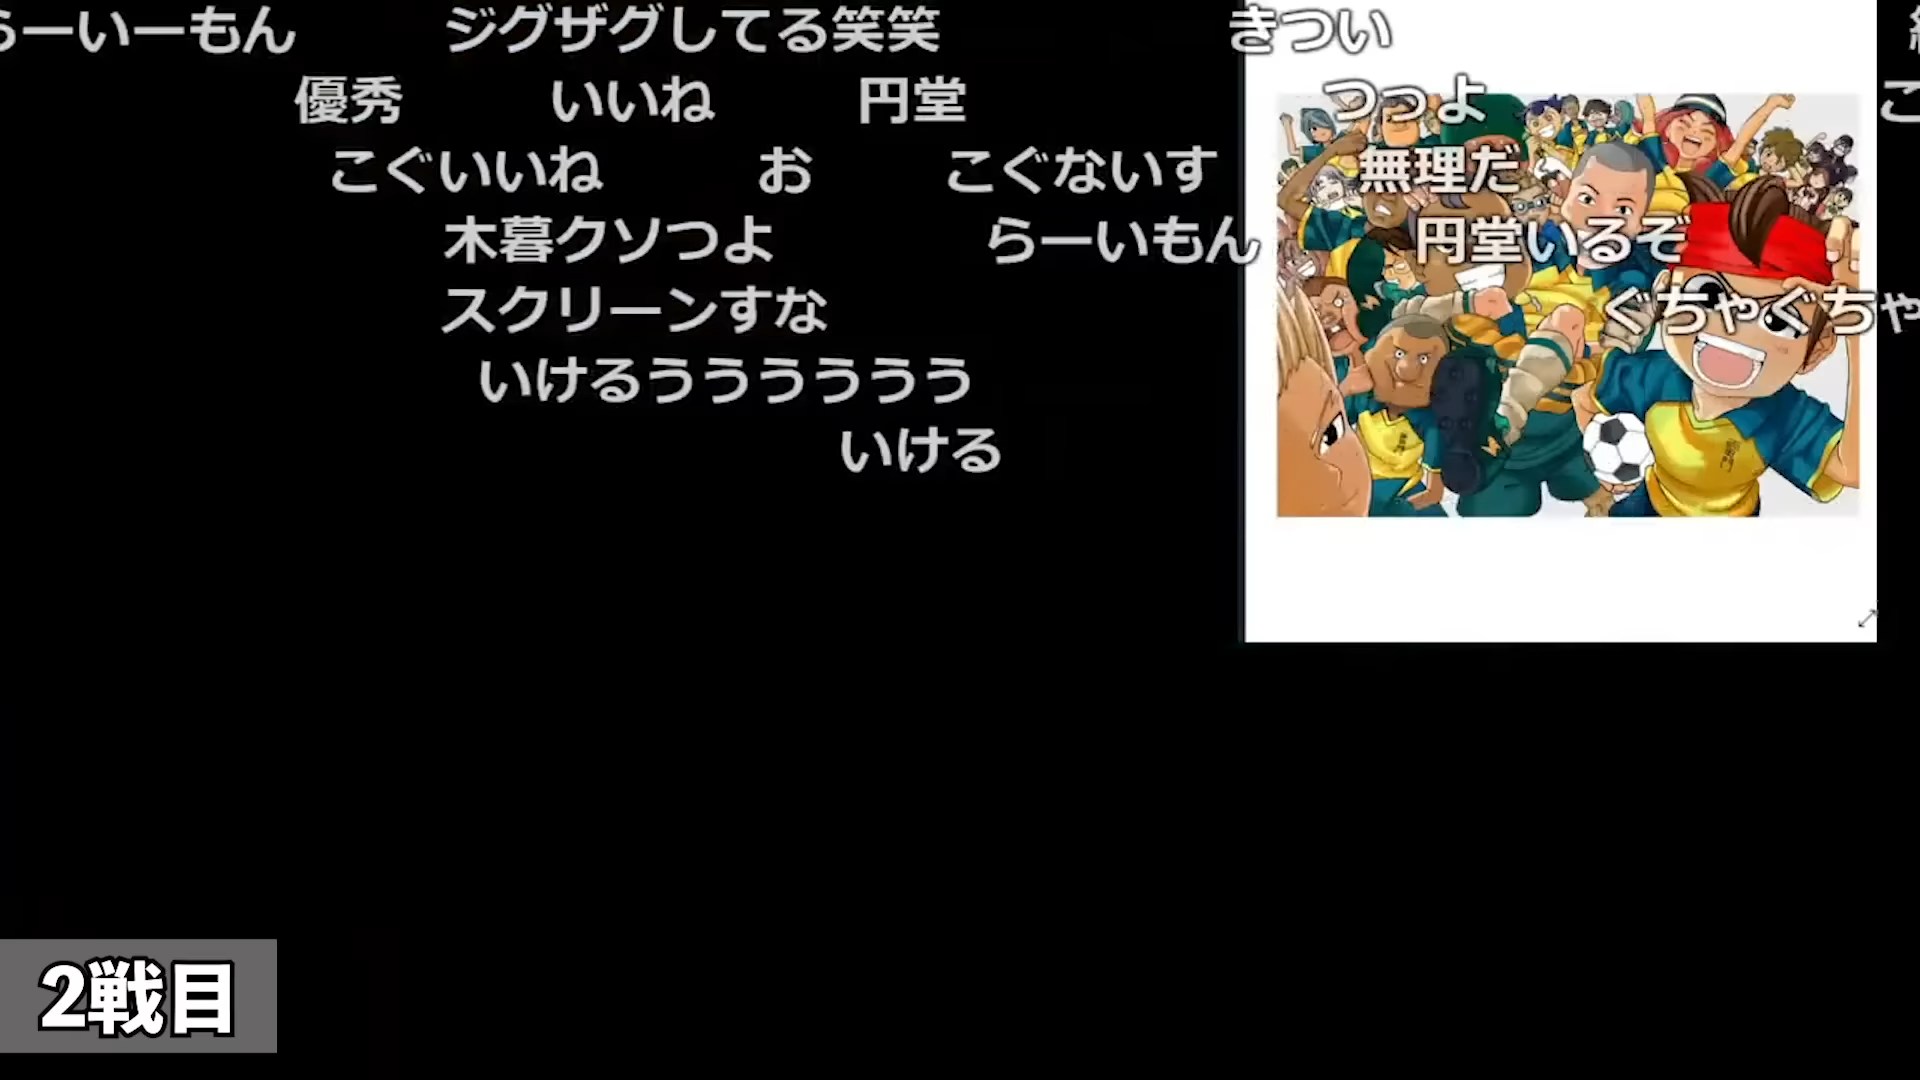 らーいーもん ジグザグしてる笑笑 きつい
優秀 いいね 円堂 つっよ こ
こぐいいね お こぐないす 無理だ
木暮クソつよ らーいもん 円堂いるぞ
スクリーンすな ぐちゃぐちゃ
いけるうううううう
いける
2戦目